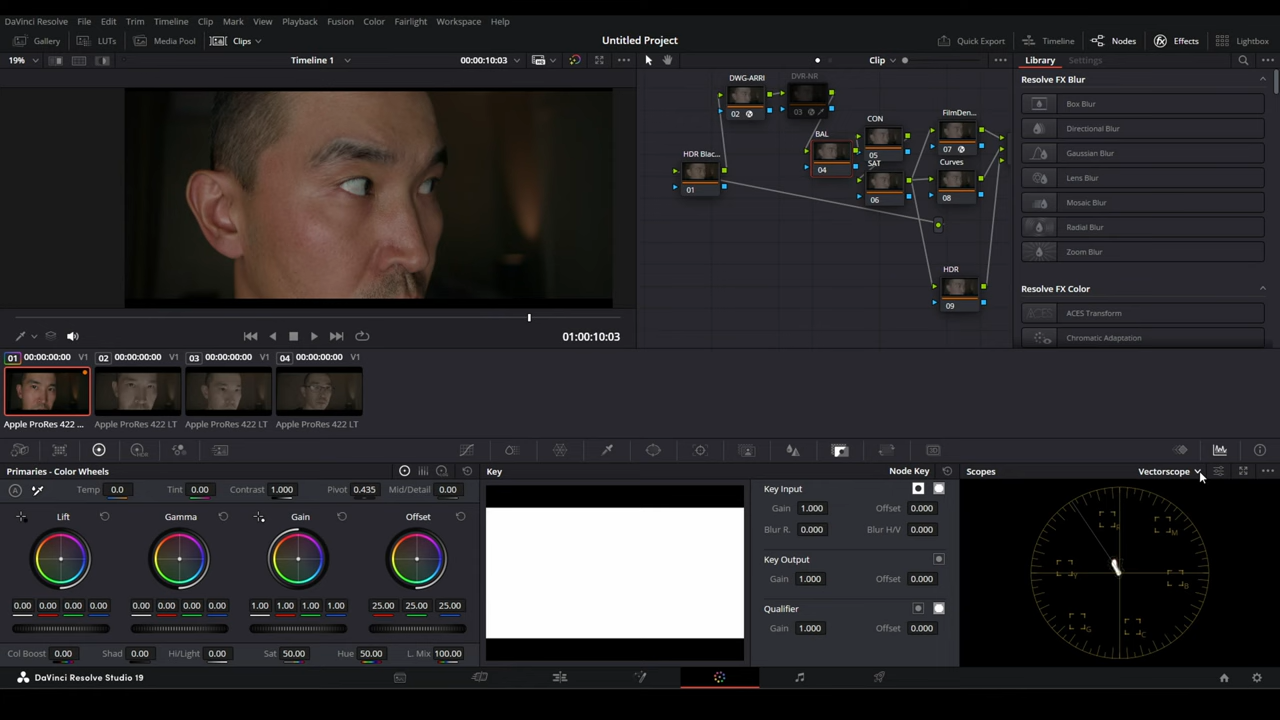 DaVinci Resolve File Edit Trim Timeline Clip Mark View Playback Fusion Color Fairlight Workspace Help
Gallery LUTs Media Pool Clips Untitled Project Quick Export Timeline Nodes Effects Lightbox
19% Timeline 1 00:00:10:03 Clip Library Settings
DWG-ARRI DVR-NR Resolve FX Blur
02 03 Box Blur
CON FilmDen... Directional Blur
BAL 05 07 Gaussian Blur
HDR Blac... 04 SAT Curves Lens Blur
01 06 08 Mosaic Blur
Radial Blur
Zoom Blur
HDR Resolve FX Color
09 ACES Transform
01:00:10:03 Chromatic Adaptation
01 00:00:00:00 V1 02 00:00:00:00 V1 03 00:00:00:00 V1 04 00:00:00:00 V1
Apple ProRes 422 ... Apple ProRes 422 LT Apple ProRes 422 LT Apple ProRes 422 LT
Primaries - Color Wheels Key Node Key Scopes Vectorscope
Temp 0.0 Tint 0.00 Contrast 1.000 Pivot 0.435 Mid/Detail 0.00 Key Input
Gain 1.000 Offset 0.000
Lift Gamma Gain Offset Blur R. 0.000 Blur H/V 0.000
Key Output
Gain 1.000 Offset 0.000
0.00 0.00 0.00 0.00 0.00 0.00 0.00 0.00 1.00 1.00 1.00 1.00 25.00 25.00 25.00 Qualifier
Gain 1.000 Offset 0.000
Col Boost 0.00 Shad 0.00 Hi/Light 0.00 Sat 50.00 Hue 50.00 L. Mix 100.00
R M B C G Y
DaVinci Resolve Studio 19